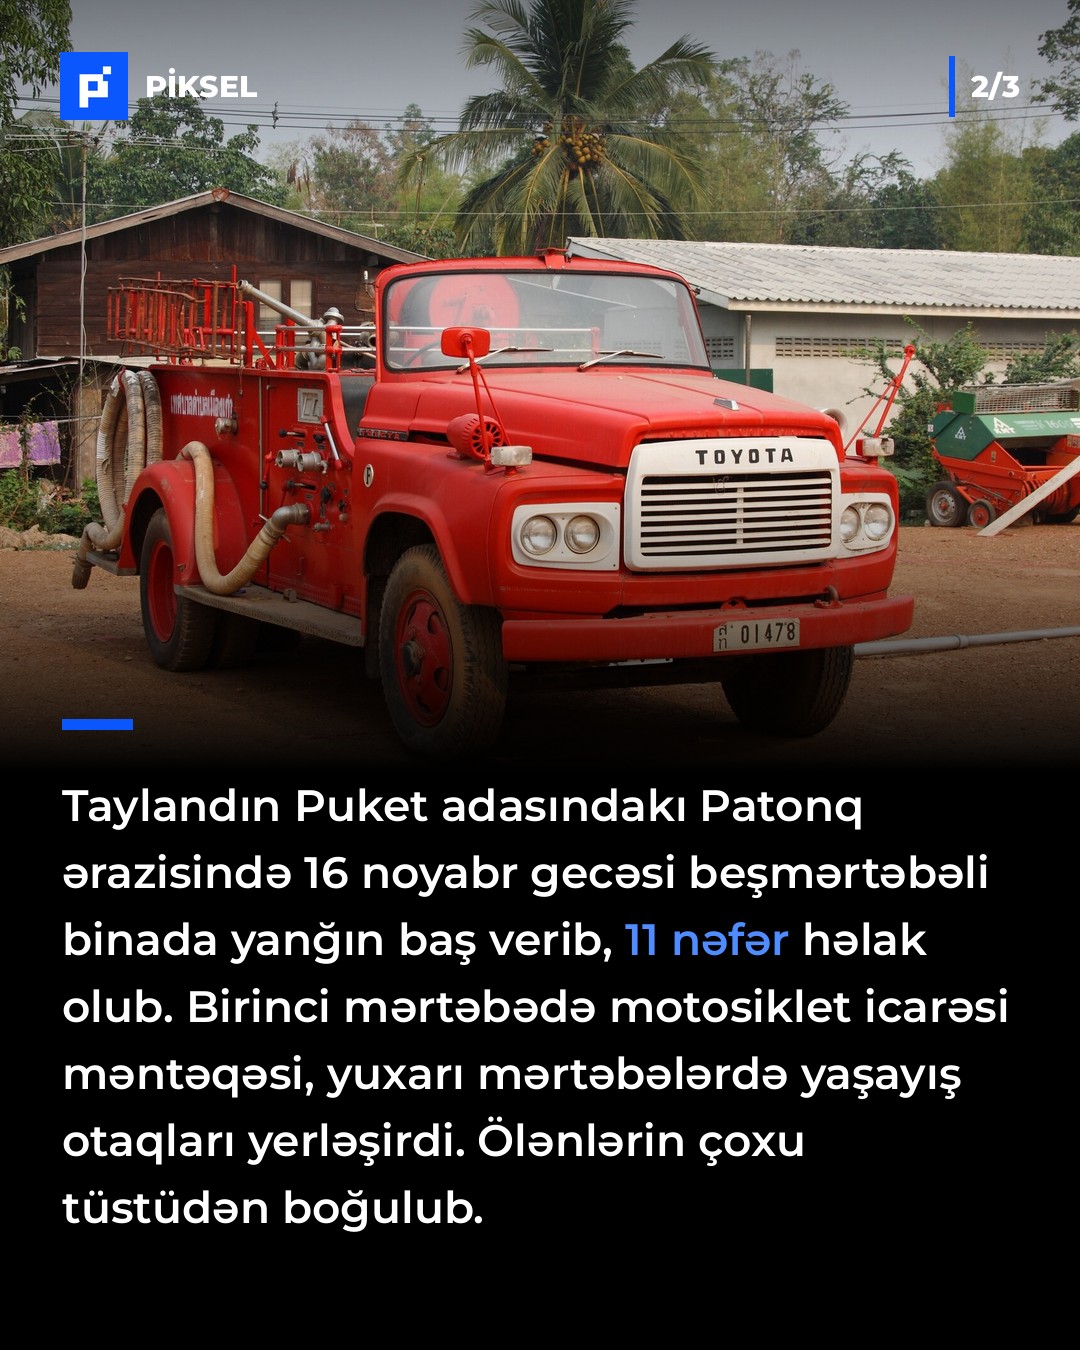 PİKSEL
2/3
TOYOTA
01478
Taylandın Puket adasındakı Patonq
ərazisində 16 noyabr gecəsi beşmərtəbəli
binada yanğın baş verib, 11 nəfər həlak
olub. Birinci mərtəbədə motosiklet icarəsi
məntəqəsi, yuxarı mərtəbələrdə yaşayış
otaqları yerləşirdi. Ölənlərin çoxu
tüstüdən boğulub.